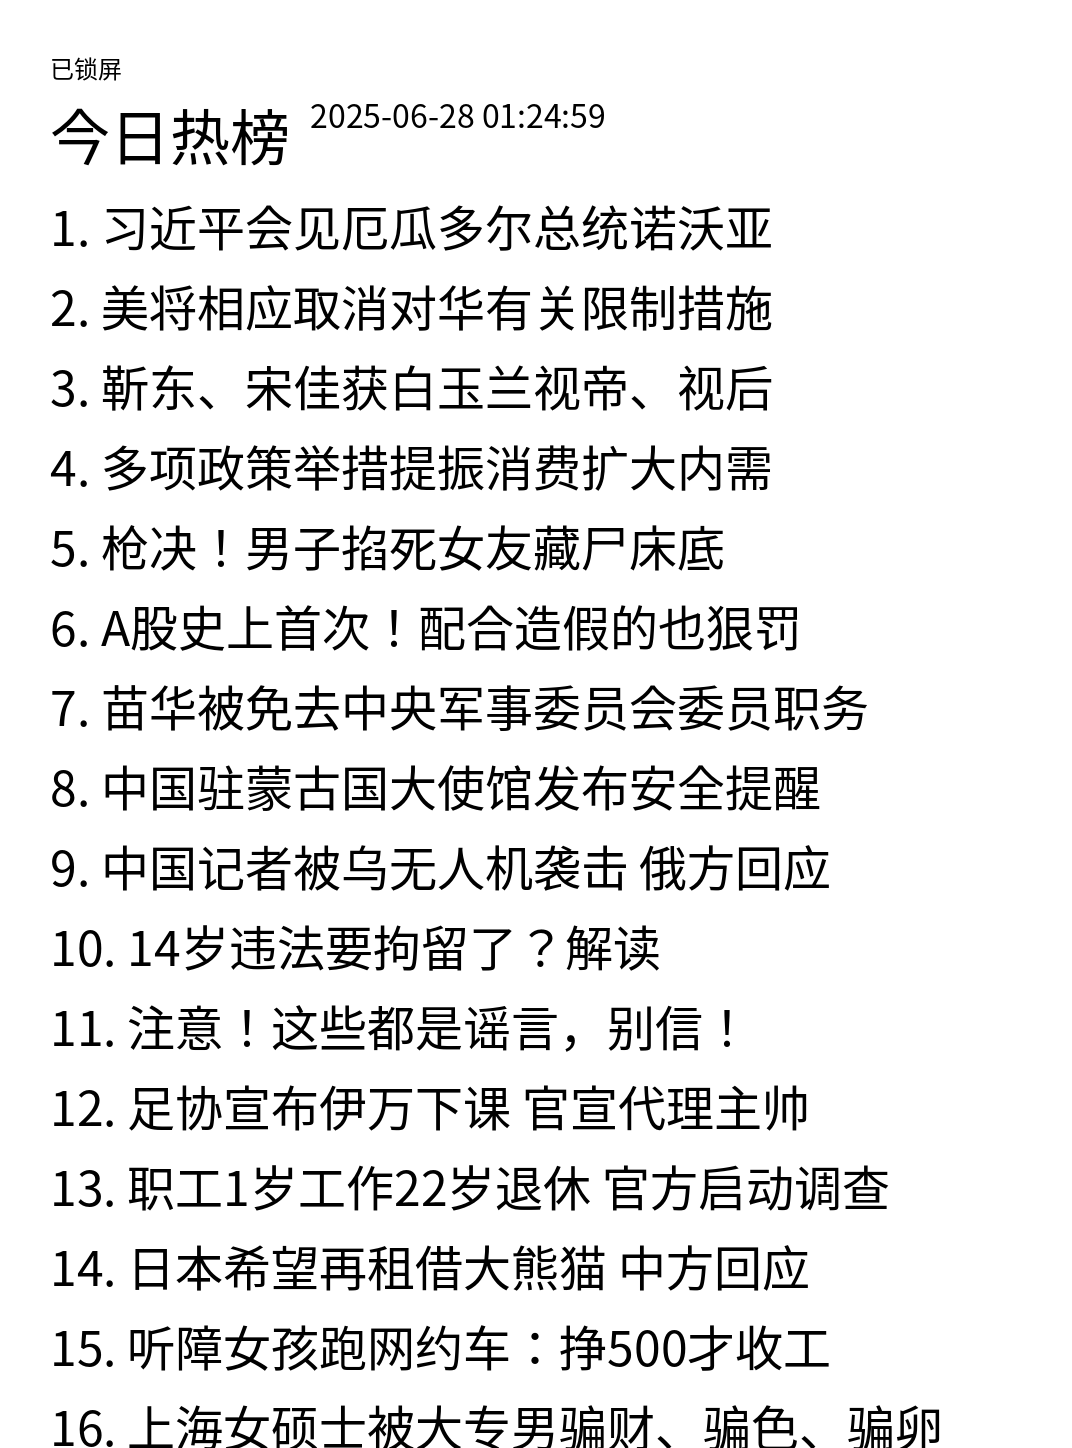 已锁屏
今日热榜 2025-06-28 01:24:59
1. 习近平会见厄瓜多尔总统诺沃亚
2. 美将相应取消对华有关限制措施
3. 靳东、宋佳获白玉兰视帝、视后
4. 多项政策举措提振消费扩大内需
5. 枪决！男子掐死女友藏尸床底
6. A股史上首次！配合造假的也狠罚
7. 苗华被免去中央军事委员会委员职务
8. 中国驻蒙古国大使馆发布安全提醒
9. 中国记者被乌无人机袭击 俄方回应
10. 14岁违法要拘留了？解读
11. 注意！这些都是谣言，别信！
12. 足协宣布伊万下课 官宣代理主帅
13. 职工1岁工作22岁退休 官方启动调查
14. 日本希望再租借大熊猫 中方回应
15. 听障女孩跑网约车：挣500才收工
16. 上海女硕士被大专男骗财、骗色、骗卵